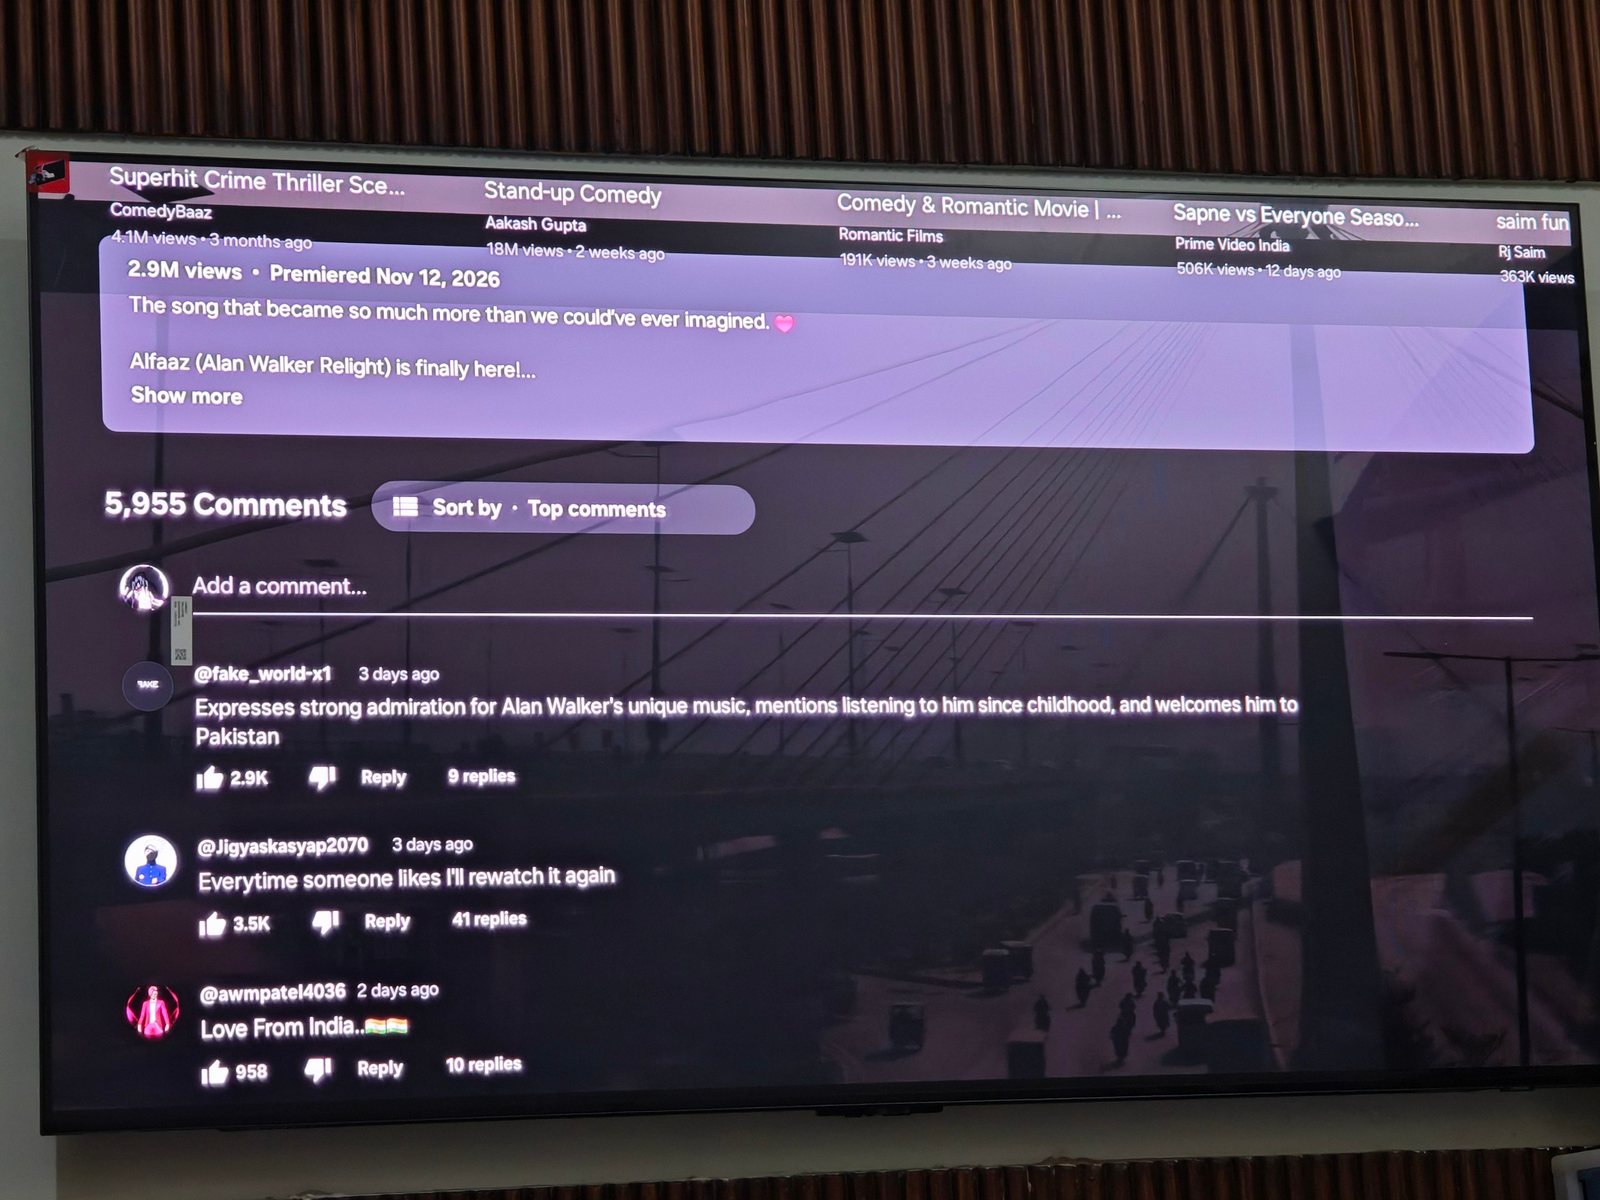 Superhit Crime Thriller Sce...
ComedyBaaz
4.1M views • 3 months ago
Stand-up Comedy
Aakash Gupta
18M views • 2 weeks ago
Comedy & Romantic Movie | ...
Romantic Films
191K views • 3 weeks ago
Sapne vs Everyone Seaso...
Prime Video India
506K views • 12 days ago
saim fun
Rj Saim
363K views
2.9M views • Premiered Nov 12, 2026
The song that became so much more than we could've ever imagined. 💗
Alfaaz (Alan Walker Relight) is finally here!...
Show more
5,955 Comments
Sort by · Top comments
Add a comment...
@fake_world-x1 3 days ago
Expresses strong admiration for Alan Walker's unique music, mentions listening to him since childhood, and welcomes him to
Pakistan
2.9K Reply 9 replies
@Jigyaskasyap2070 3 days ago
Everytime someone likes I'll rewatch it again
3.5K Reply 41 replies
@awmpatel4036 2 days ago
Love From India..🇮🇳🇮🇳
958 Reply 10 replies